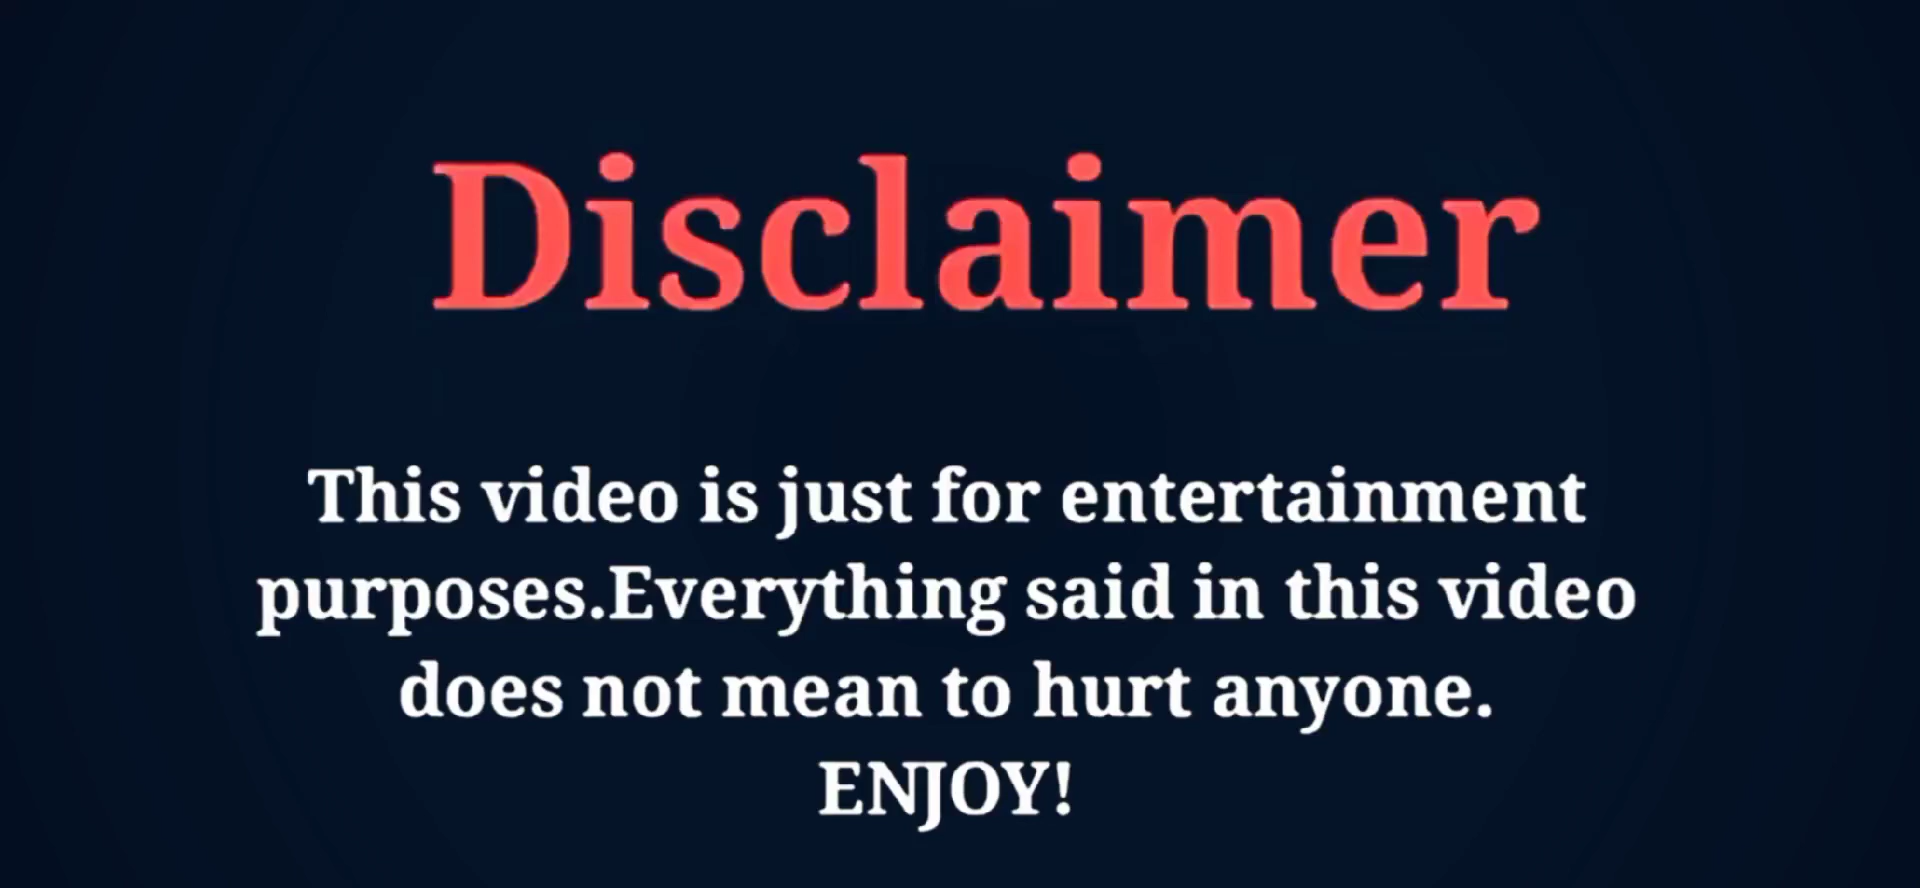 Disclaimer
This video is just for entertainment
purposes.Everything said in this video
does not mean to hurt anyone.
ENJOY!